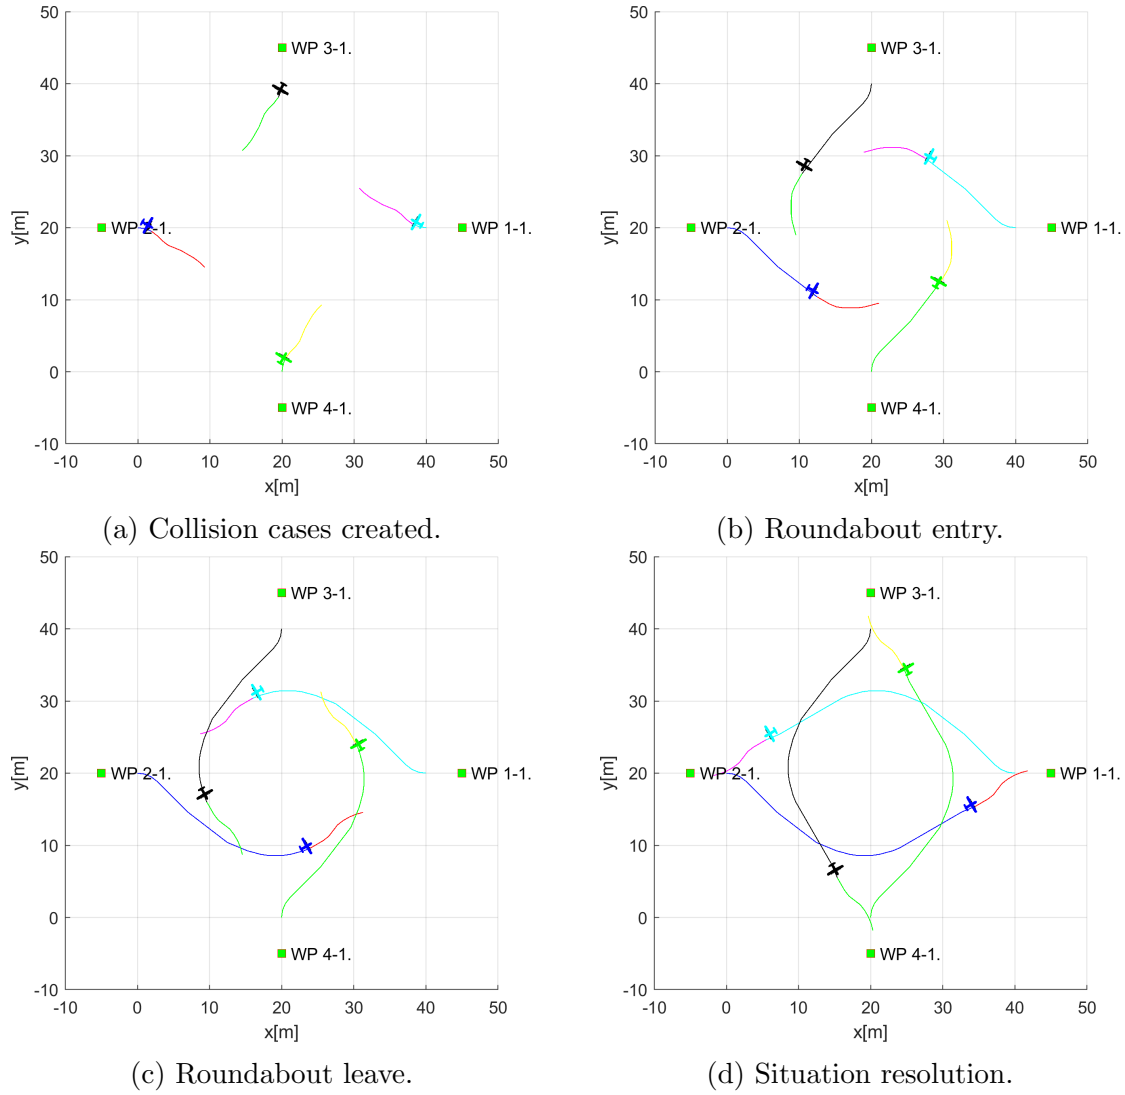 50
40
30
20
10
0
-10
y[m]
WP 3-1.
WP 2-1.
WP 1-1.
WP 4-1.
-10 0 10 20 30 40 50
x[m]
(a) Collision cases created.
50
40
30
20
10
0
-10
y[m]
WP 3-1.
WP 2-1.
WP 1-1.
WP 4-1.
-10 0 10 20 30 40 50
x[m]
(b) Roundabout entry.
50
40
30
20
10
0
-10
y[m]
WP 3-1.
WP 2-1.
WP 1-1.
WP 4-1.
-10 0 10 20 30 40 50
x[m]
(c) Roundabout leave.
50
40
30
20
10
0
-10
y[m]
WP 3-1.
WP 2-1.
WP 1-1.
WP 4-1.
-10 0 10 20 30 40 50
x[m]
(d) Situation resolution.